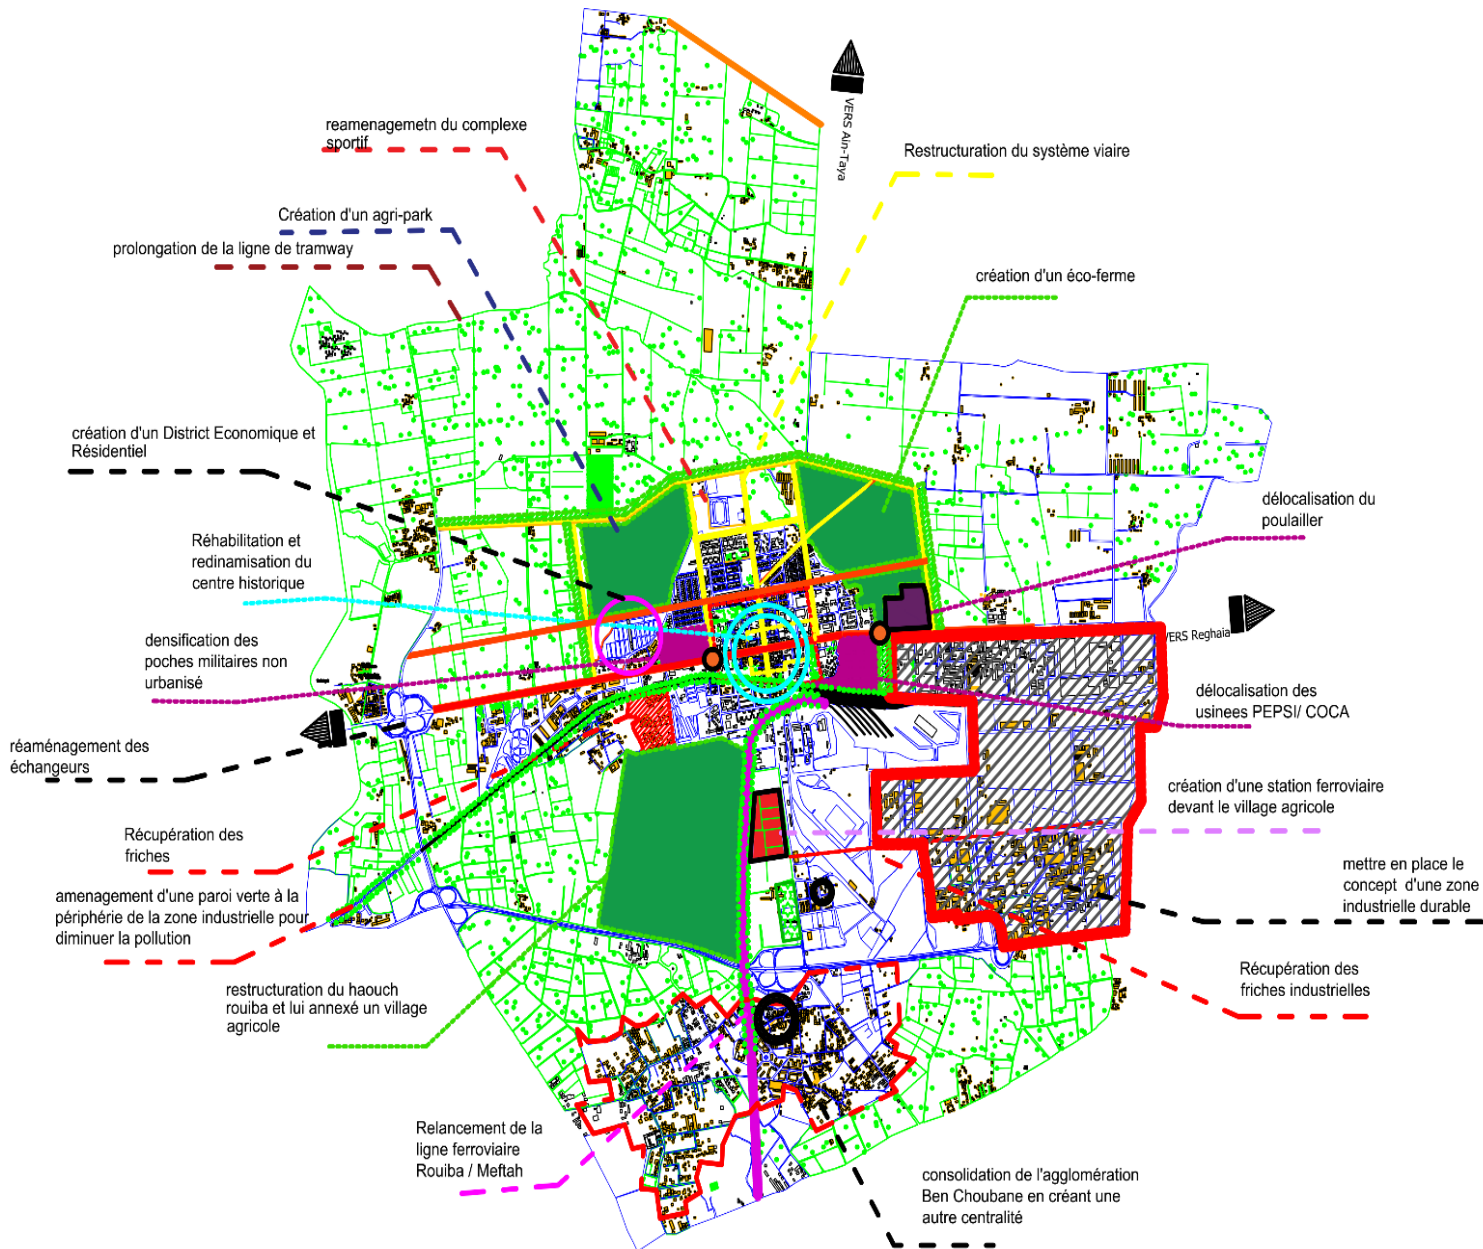 VERS Ain-Taya
reamenagemetn du complexe
sportif
Restructuration du système viaire
Création d'un agri-park
prolongation de la ligne de tramway
création d'un éco-ferme
création d'un District Economique et
Résidentiel
délocalisation du
poulailler
Réhabilitation et
redinamisation du
centre historique
densification des
poches militaires non
urbanisé
VERS Reghaia
délocalisation des
usinees PEPSI/ COCA
réaménagement des
échangeurs
création d'une station ferroviaire
devant le village agricole
Récupération des
friches
mettre en place le
concept d'une zone
industrielle durable
amenagement d'une paroi verte à la
périphérie de la zone industrielle pour
diminuer la pollution
Récupération des
friches industrielles
restructuration du haouch
rouiba et lui annexé un village
agricole
Relancement de la
ligne ferroviaire
Rouiba / Meftah
consolidation de l'agglomération
Ben Choubane en créant une
autre centralité